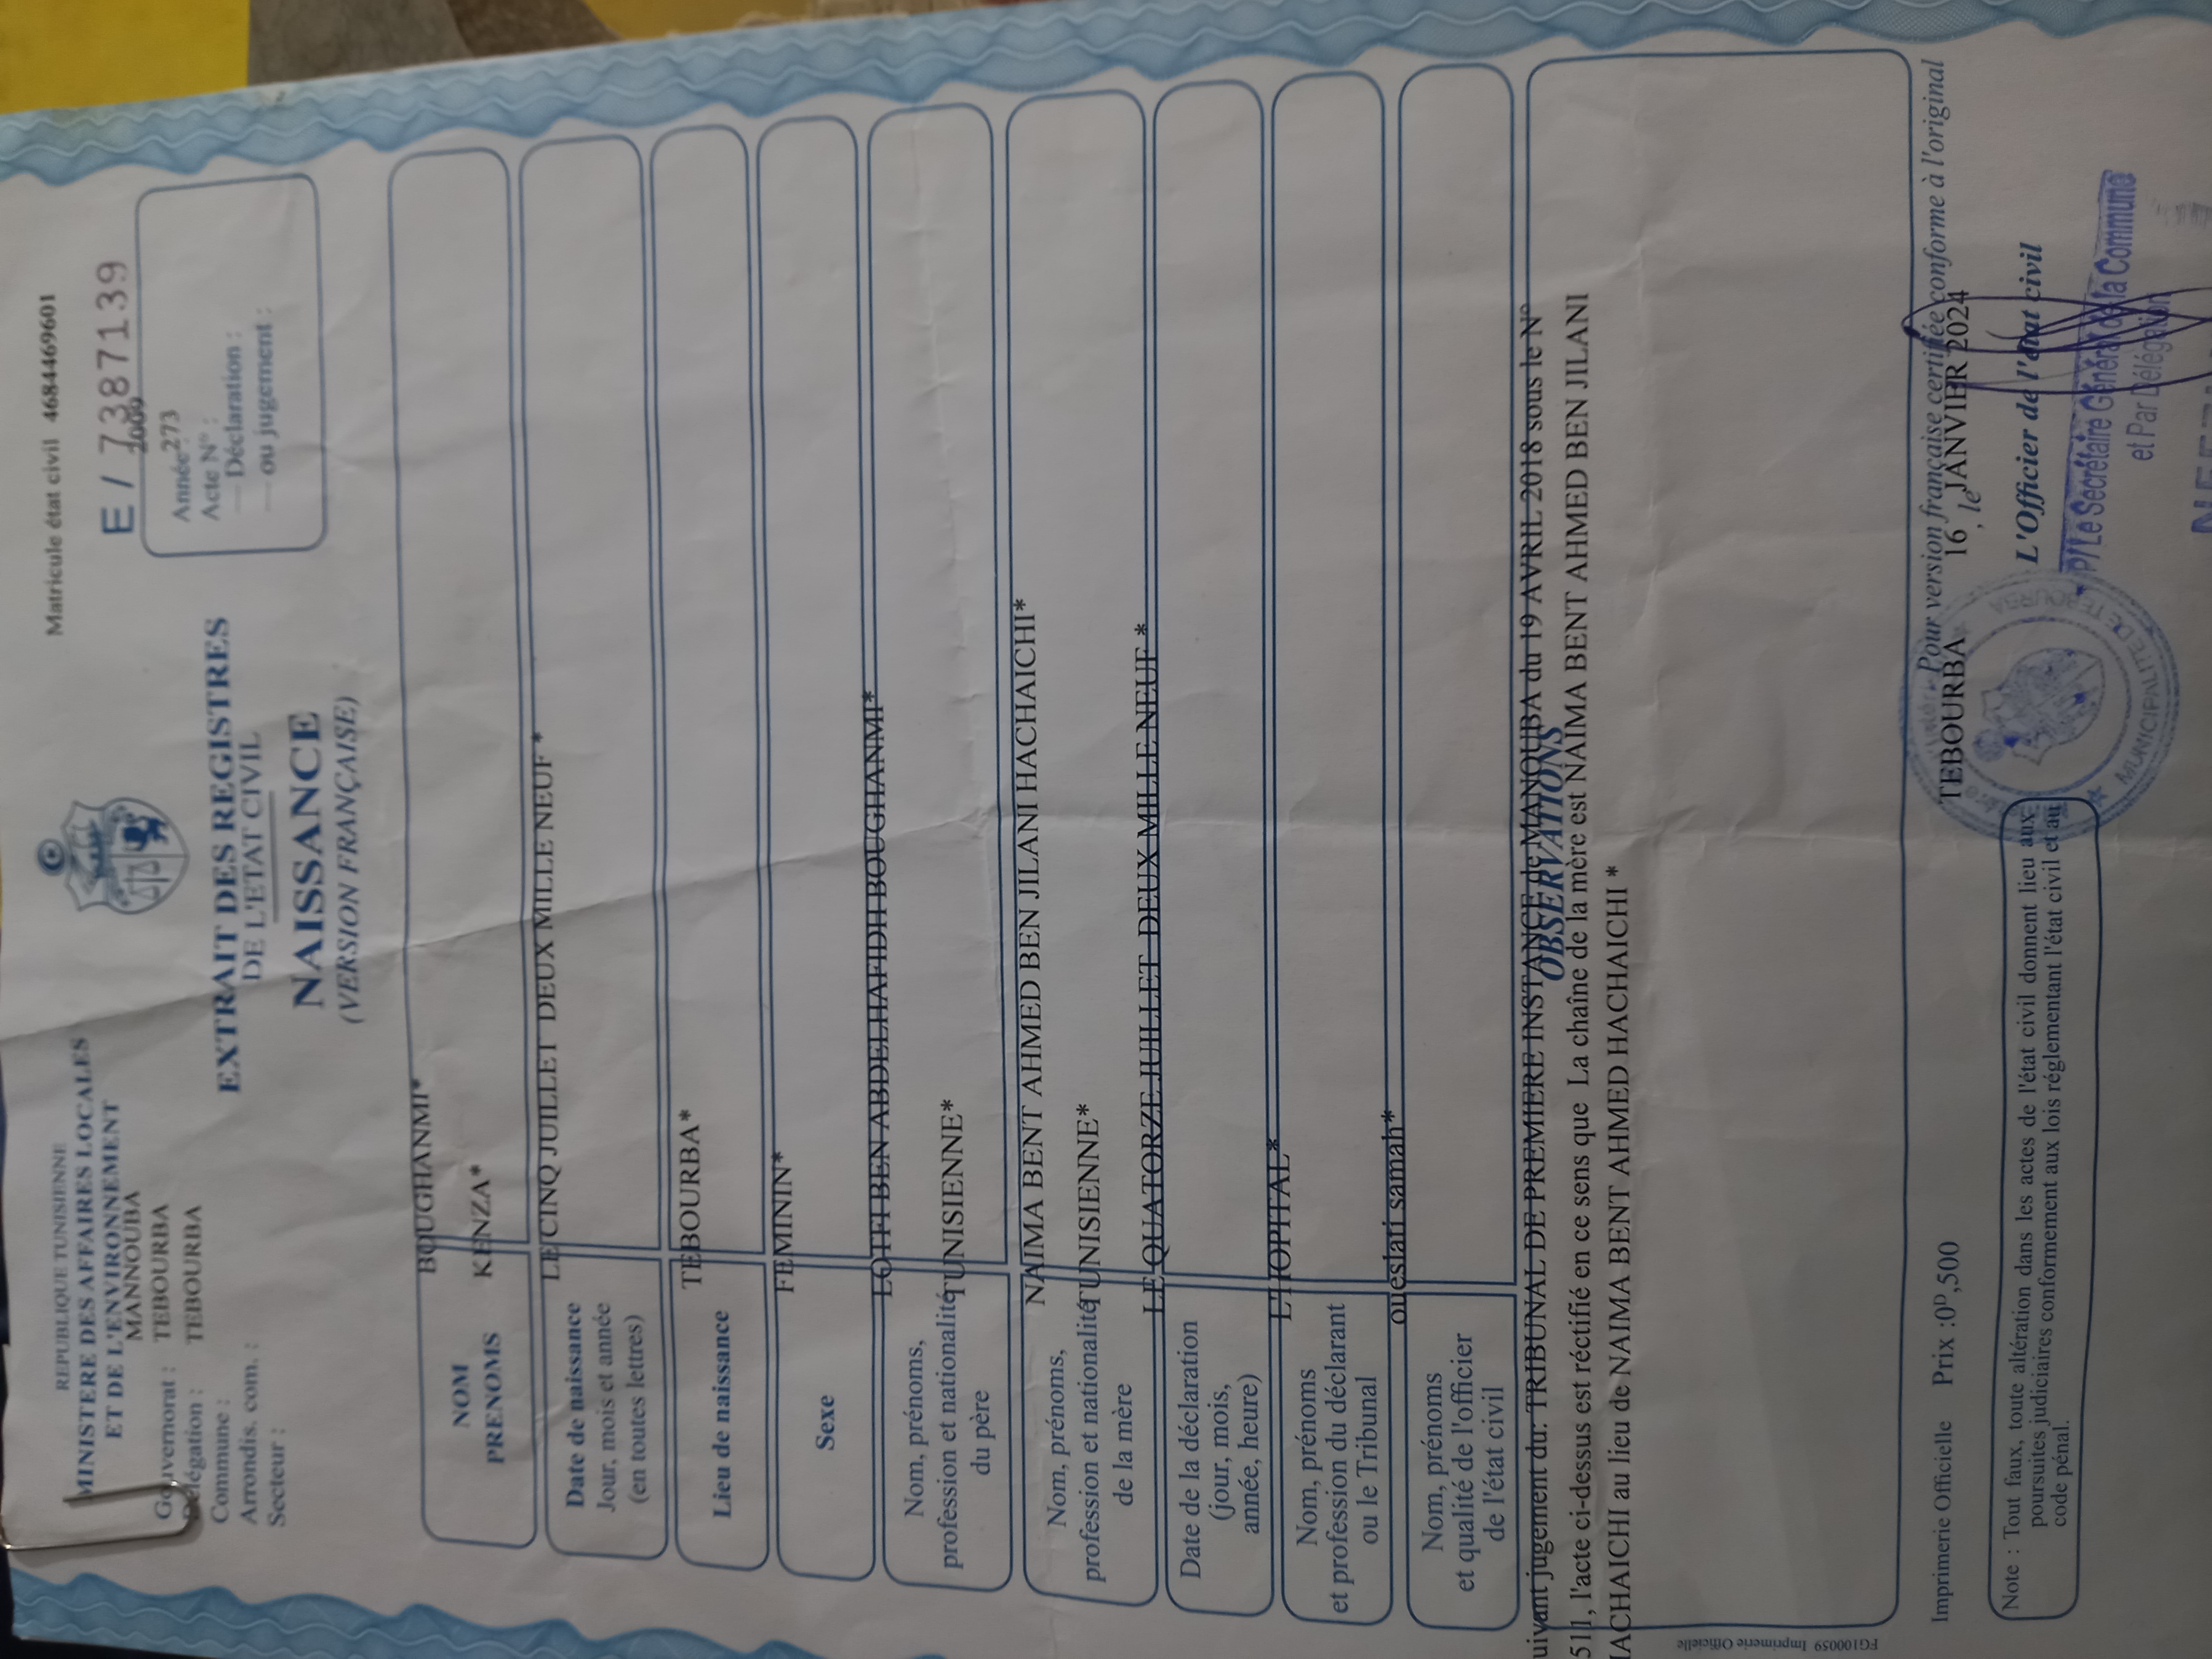 REPUBLIQUE TUNISIENNE
MINISTERE DES AFFAIRES LOCALES
ET DE L'ENVIRONNEMENT
MANNOUBA
Gouvernorat : TEBOURBA
Délégation : TEBOURBA
Commune :
Arrondis. com. :
Secteur :
Matricule état civil 4684469601
E / 7387139
2009
Année 273
Acte N° :
— Déclaration :
— ou jugement :
EXTRAIT DES REGISTRES
DE L'ETAT CIVIL
NAISSANCE
(VERSION FRANÇAISE)
NOM BOUGHANMI*
PRENOMS KENZA*
Date de naissance LE CINQ JUILLET DEUX MILLE NEUF *
Jour, mois et année
(en toutes lettres)
Lieu de naissance TEBOURBA*
Sexe FEMININ*
Nom, prénoms, LOTFI BEN ABDELHAFIDH BOUGHANMI*
profession et nationalité TUNISIENNE*
du père
Nom, prénoms, NAIMA BENT AHMED BEN JILANI HACHAICHI*
profession et nationalité TUNISIENNE*
de la mère
Date de la déclaration LE QUATORZE JUILLET DEUX MILLE NEUF *
(jour, mois,
année, heure)
Nom, prénoms L'HOPITAL*
et profession du déclarant
ou le Tribunal
Nom, prénoms oueslati samah*
et qualité de l'officier
de l'état civil
OBSERVATIONS
uivant jugement du: TRIBUNAL DE PREMIERE INSTANCE de MANOUBA du 19 AVRIL 2018 sous le N°
511, l'acte ci-dessus est réctifié en ce sens que La chaîne de la mère est NAIMA BENT AHMED BEN JILANI
HACHAICHI au lieu de NAIMA BENT AHMED HACHAICHI *
Pour version française certifiée conforme à l'original
TEBOURBA , le 16 JANVIER 2024
L'Officier de l'état civil
P/ Le Secrétaire Général de la Commune
et Par Délégation
MUNICIPALITE DE TEBOURBA
Imprimerie Officielle Prix :0D,500
Note : Tout faux, toute altération dans les actes de l'état civil donnent lieu aux
poursuites judiciaires conformement aux lois réglementant l'état civil et au
code pénal.
FG100059 Imprimerie Officielle